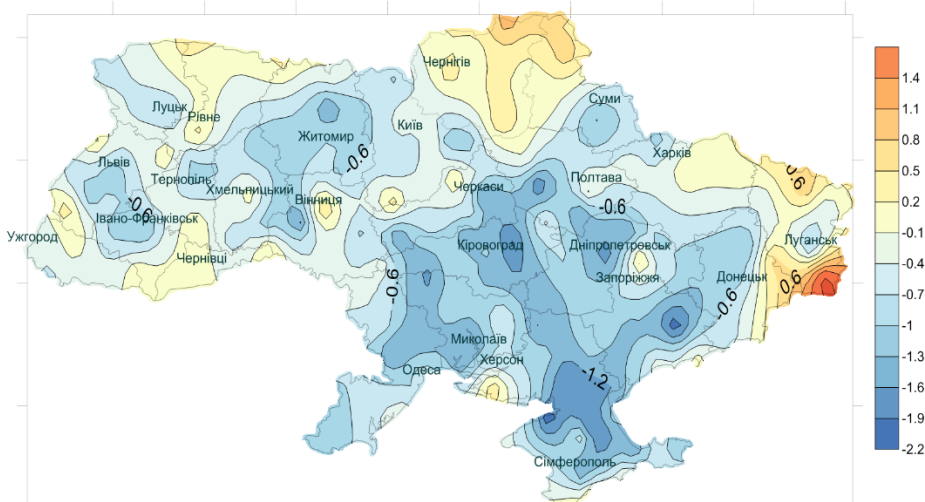 Чернігів
1.4
Луцьк
Рівне
Суми
1.1
Київ
Житомир
0.8
-0.6
Харків
Львів
0.5
Тернопіль
Хмельницький
Черкаси
Полтава
0.6
0.2
-0.6
Вінниця
-0.6
Івано-Франківськ
-0.1
Ужгород
Кіровоград
Дніпропетровськ
Луганськ
-0.4
Чернівці
Запоріжжя
Донецьк
0.6
-0.6
-0.6
-0.7
-1
Миколаїв
-1.3
Херсон
Одеса
-1.2
-1.6
-1.9
Сімферополь
-2.2